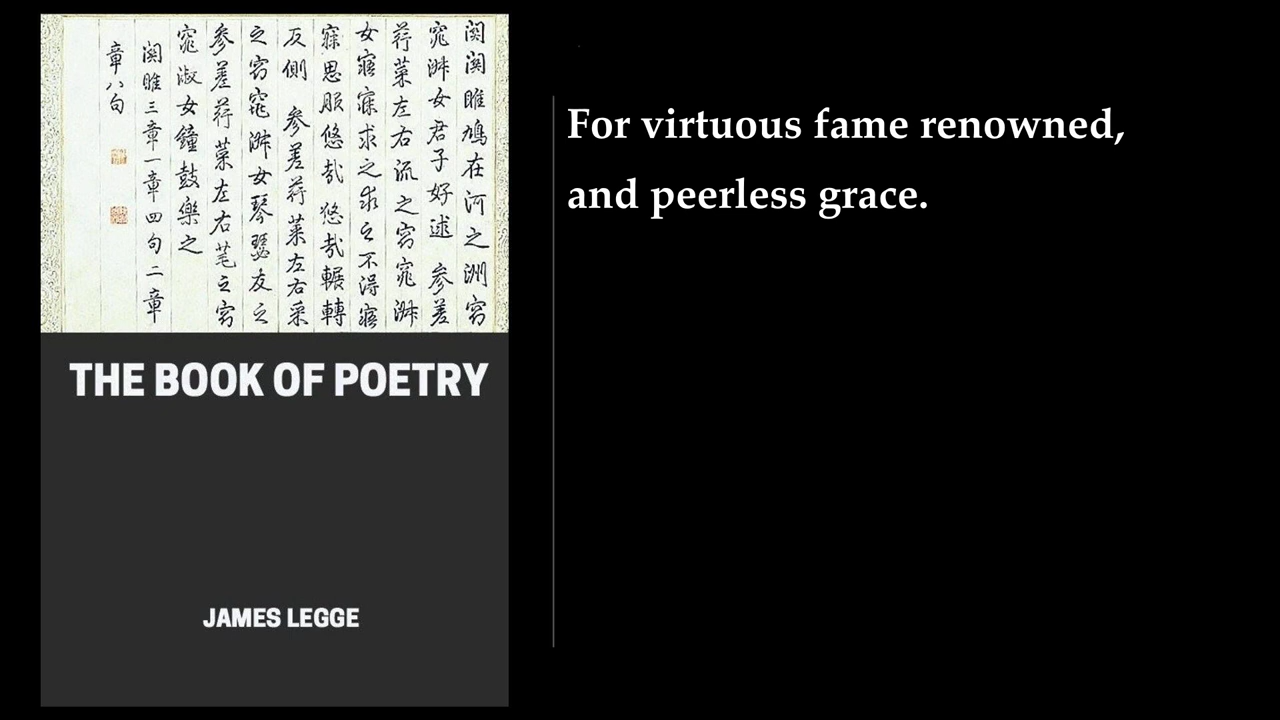 關關雎鳩在河之洲窈
窕淑女君子好逑 參差
荇菜左右流之窈窕淑
女寤寐求之求之不得寤
寐思服悠哉悠哉輾轉
反側 參差荇菜左右采
之窈窕淑女琴瑟友之
參差荇菜左右芼之窈
窕淑女鐘鼓樂之
關雎三章一章四句二章
章八句
THE BOOK OF POETRY
JAMES LEGGE
For virtuous fame renowned,
and peerless grace.